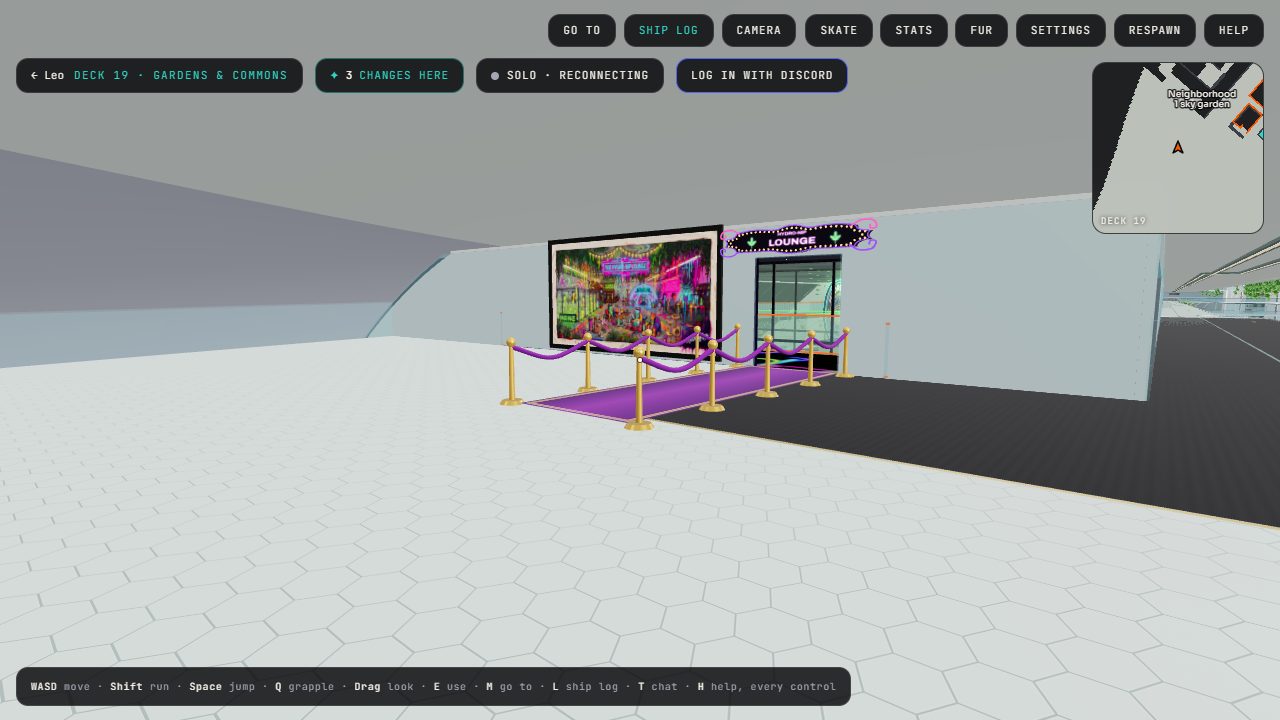 GO TO
SHIP LOG
CAMERA
SKATE
STATS
FUR
SETTINGS
RESPAWN
HELP
← Leo DECK 19 · GARDENS & COMMONS
✦ 3 CHANGES HERE
SOLO · RECONNECTING
LOG IN WITH DISCORD
Neighborhood
1 sky garden
DECK 19
LOUNGE
WASD move · Shift run · Space jump · Q grapple · Drag look · E use · M go to · L ship log · T chat · H help, every control